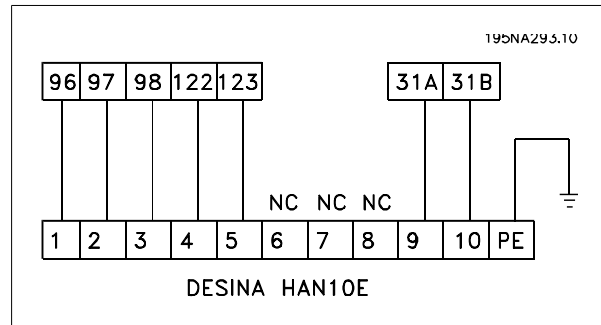 195NA293.10
96 97 98 122 123 31A 31B
NC NC NC
1 2 3 4 5 6 7 8 9 10 PE
DESINA HAN10E